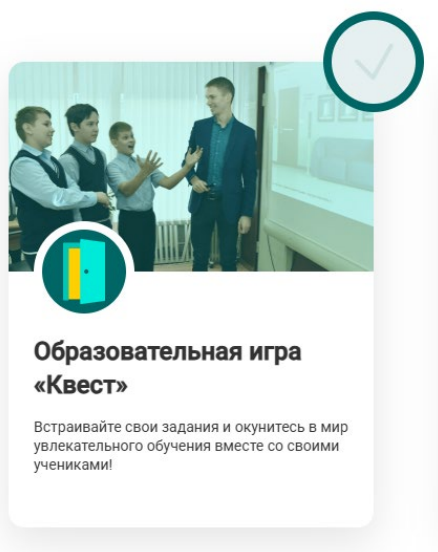 Образовательная игра
«Квест»
Встраивайте свои задания и окунитесь в мир
увлекательного обучения вместе со своими
учениками!